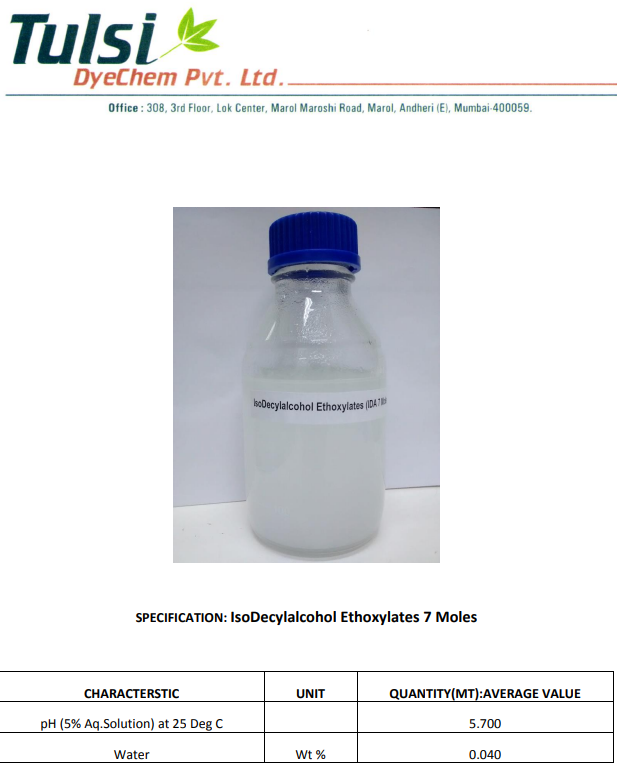 Tulsi
DyeChem Pvt. Ltd.
Office : 308, 3rd Floor, Lok Center, Marol Maroshi Road, Marol, Andheri (E), Mumbai-400059.
IsoDecylalcohol Ethoxylates (IDA 7
SPECIFICATION: IsoDecylalcohol Ethoxylates 7 Moles
CHARACTERSTIC UNIT QUANTITY(MT):AVERAGE VALUE
pH (5% Aq.Solution) at 25 Deg C 5.700
Water Wt % 0.040